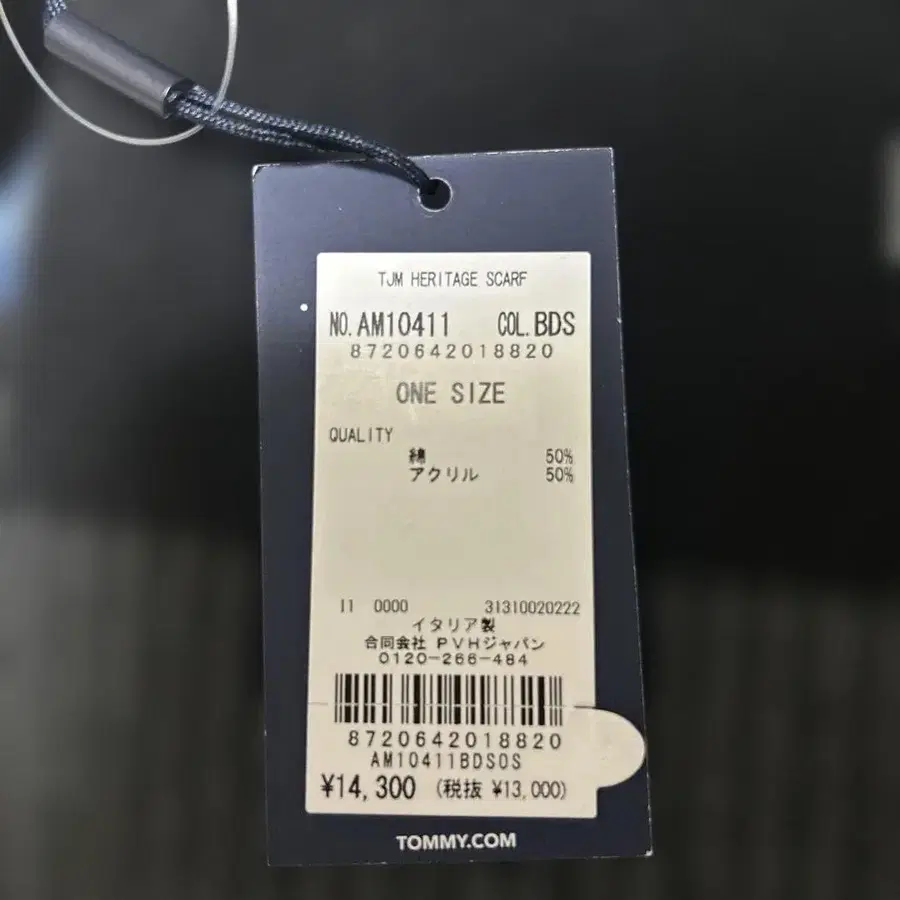 TJM HERITAGE SCARF
NO. AM10411 COL. BDS
8720642018820
ONE SIZE
QUALITY
綿 50%
アクリル 50%
11 0000 31310020222
イタリア製
合同会社 PVHジャパン
0120-266-484
8720642018820
AM10411BDSOS
¥14,300 (税抜 ¥13,000)
TOMMY.COM